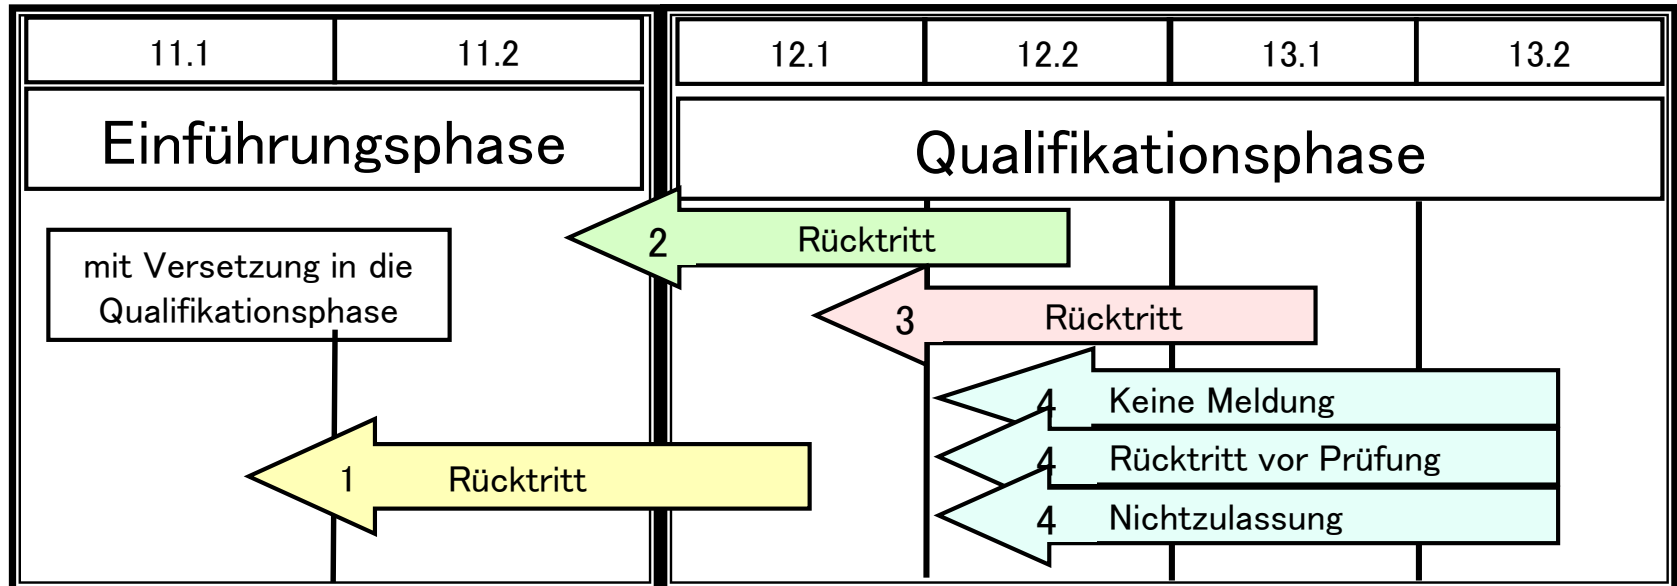 11.1
11.2
12.1
12.2
13.1
13.2
Einführungsphase
Qualifikationsphase
2 Rücktritt
mit Versetzung in die
Qualifikationsphase
3 Rücktritt
4 Keine Meldung
4 Rücktritt vor Prüfung
1 Rücktritt
4 Nichtzulassung